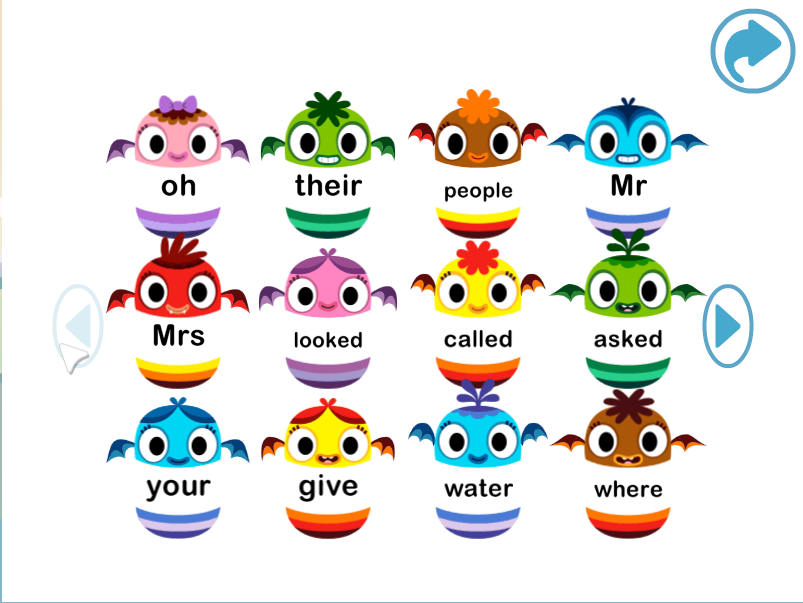 oh their people Mr
Mrs looked called asked
your give water where